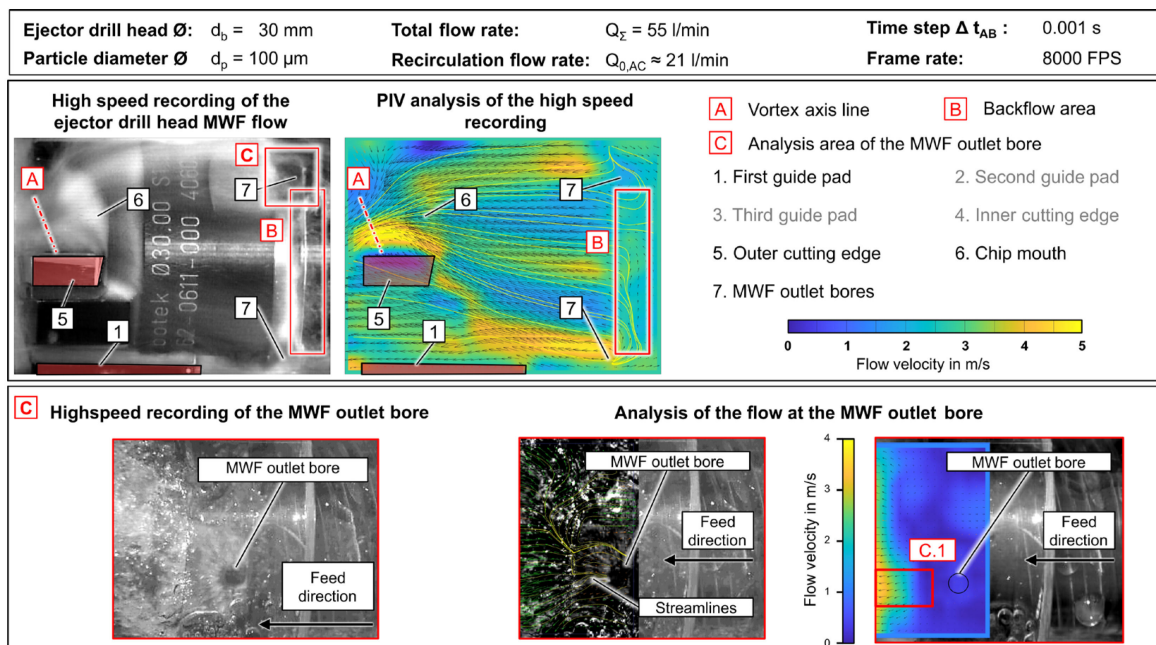 Ejector drill head Ø: d_b = 30 mm Total flow rate: Q_Σ = 55 l/min Time step Δ t_AB : 0.001 s
Particle diameter Ø d_p = 100 µm Recirculation flow rate: Q_0,AC ≈ 21 l/min Frame rate: 8000 FPS
High speed recording of the
ejector drill head MWF flow
PIV analysis of the high speed
recording
A Vortex axis line
B Backflow area
C Analysis area of the MWF outlet bore
1. First guide pad
2. Second guide pad
3. Third guide pad
4. Inner cutting edge
5. Outer cutting edge
6. Chip mouth
7. MWF outlet bores
0 1 2 3 4 5
Flow velocity in m/s
A
6
C
7
B
7
5
1
Ø30.00 S
0611-000 406
A
6
7
B
7
5
1
C Highspeed recording of the MWF outlet bore
MWF outlet bore
Feed
direction
Analysis of the flow at the MWF outlet bore
MWF outlet bore
Feed
direction
Streamlines
Flow velocity in m/s
4
3
2
1
0
MWF outlet bore
Feed
direction
C.1